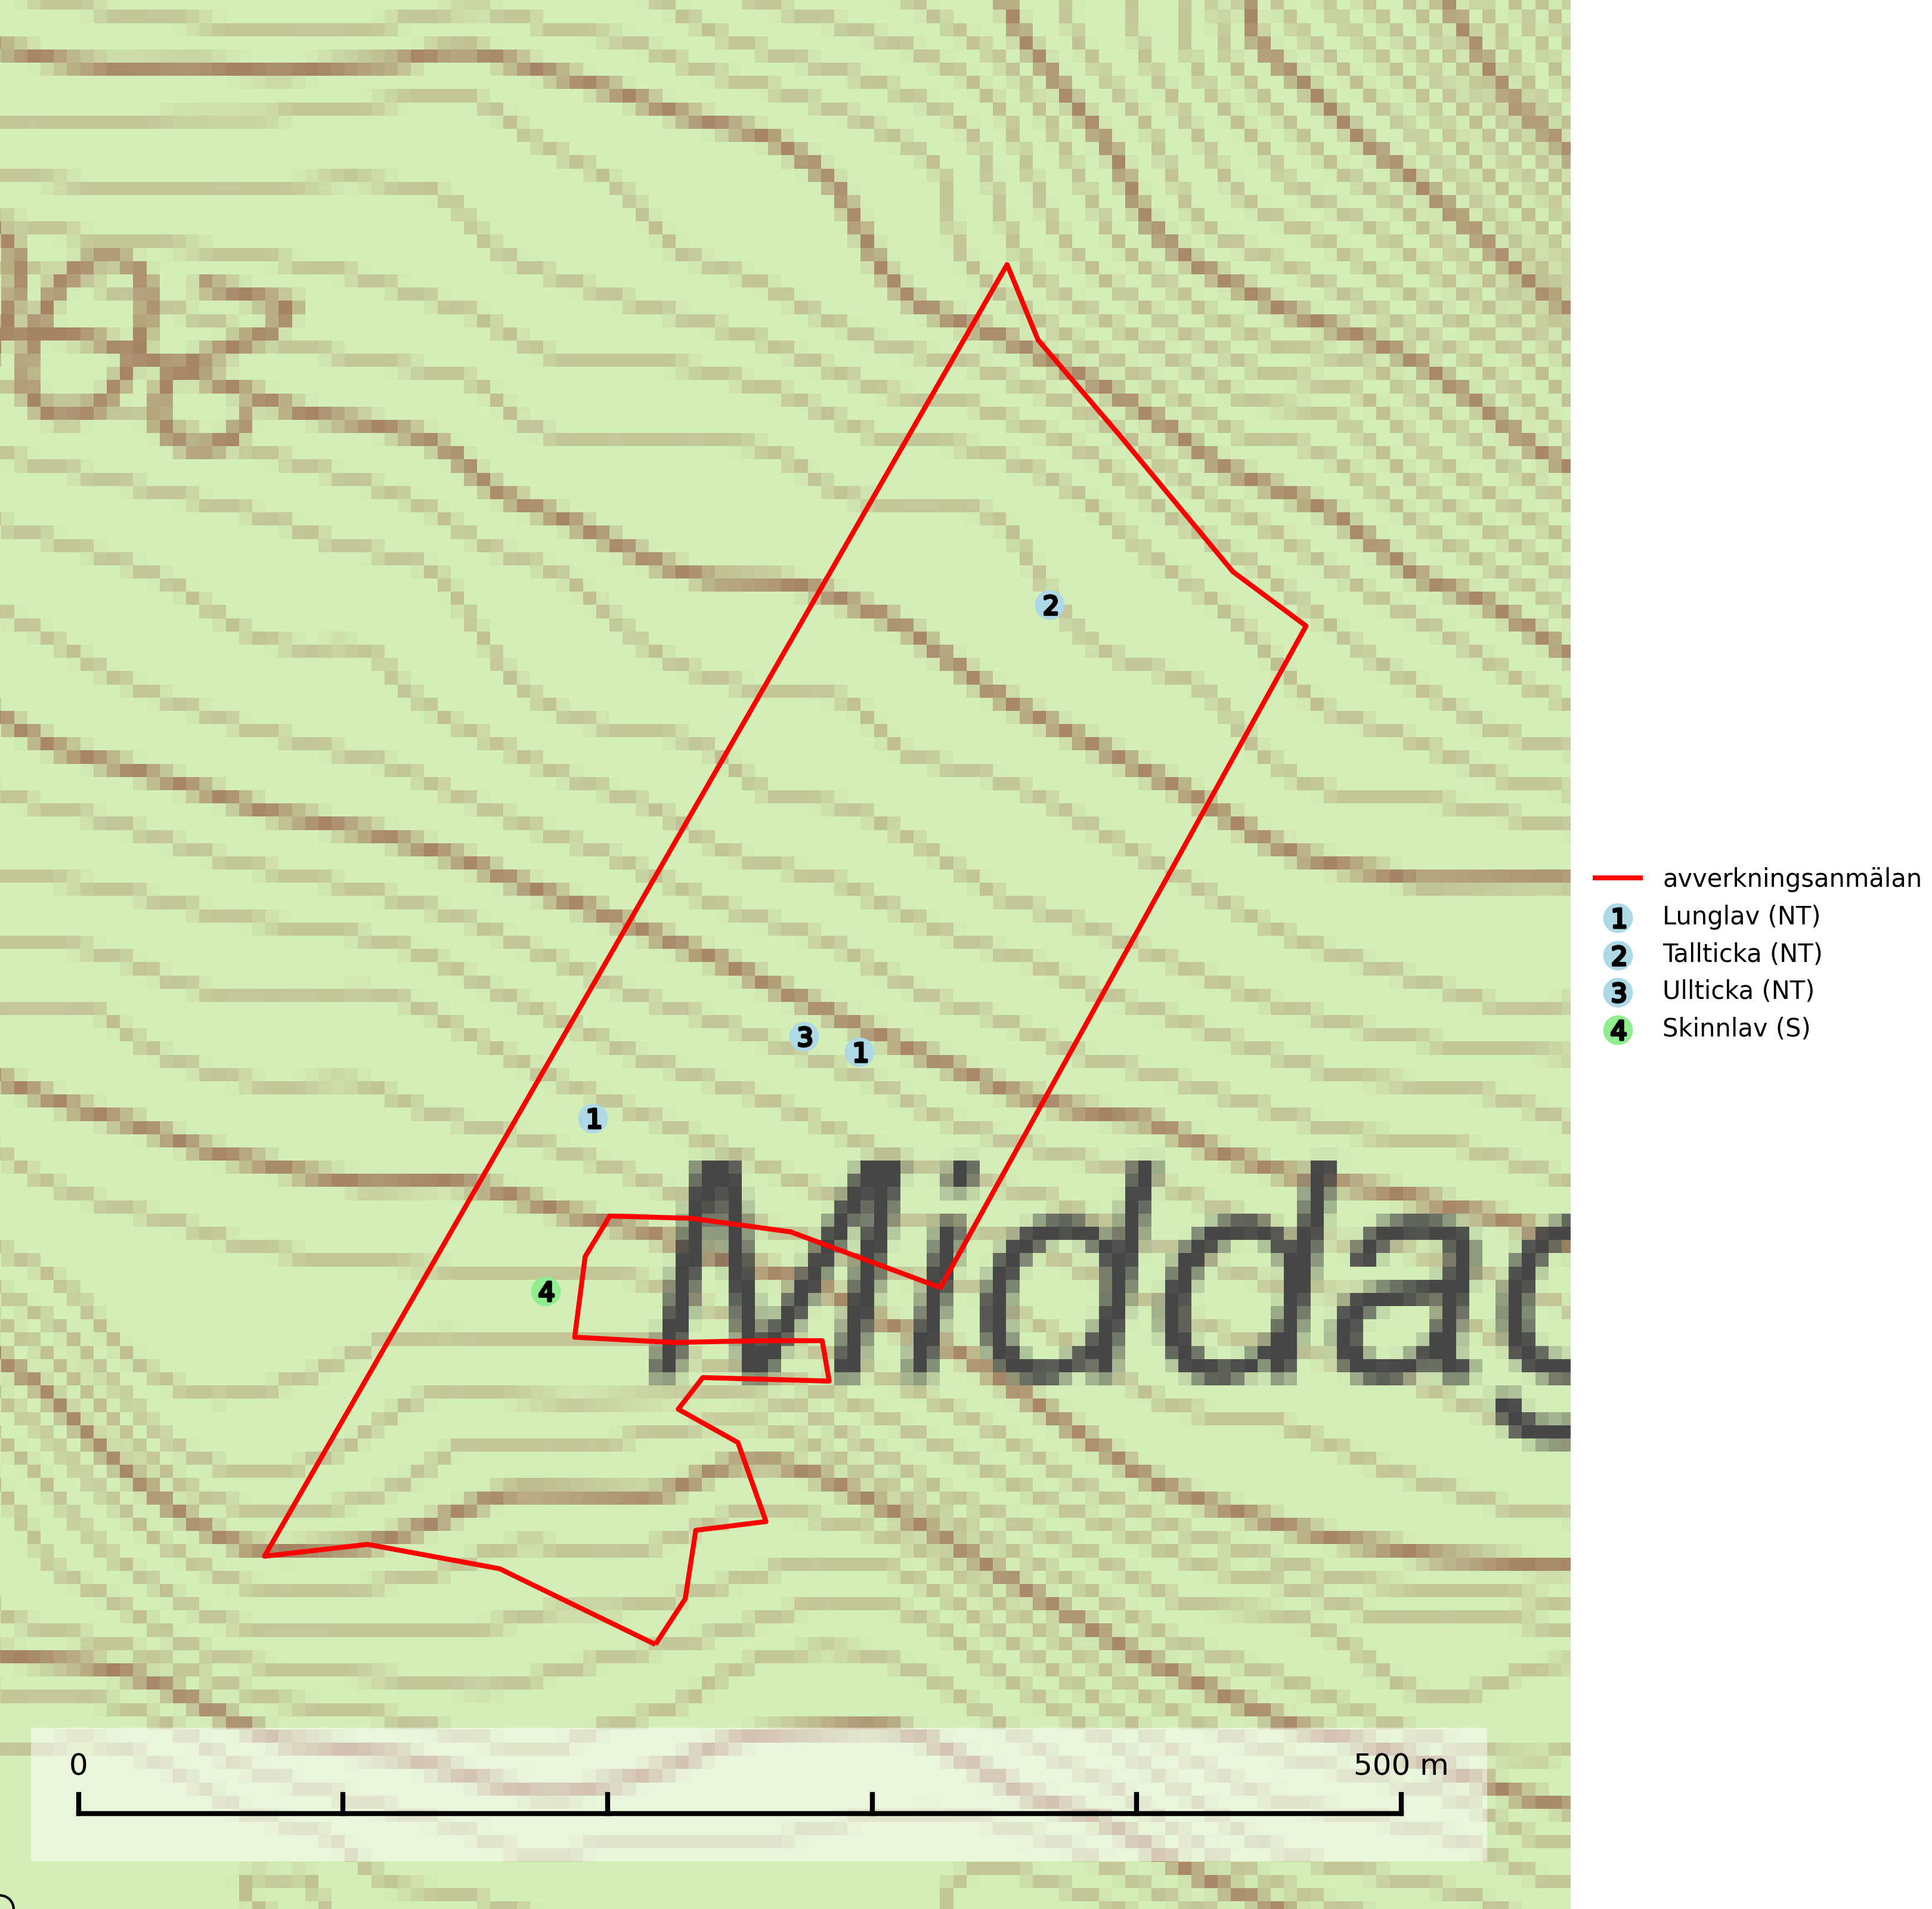 2
3
1
1
Middag
4
0
500 m
avverkningsanmälan
1 Lunglav (NT)
2 Tallticka (NT)
3 Ullticka (NT)
4 Skinnlav (S)